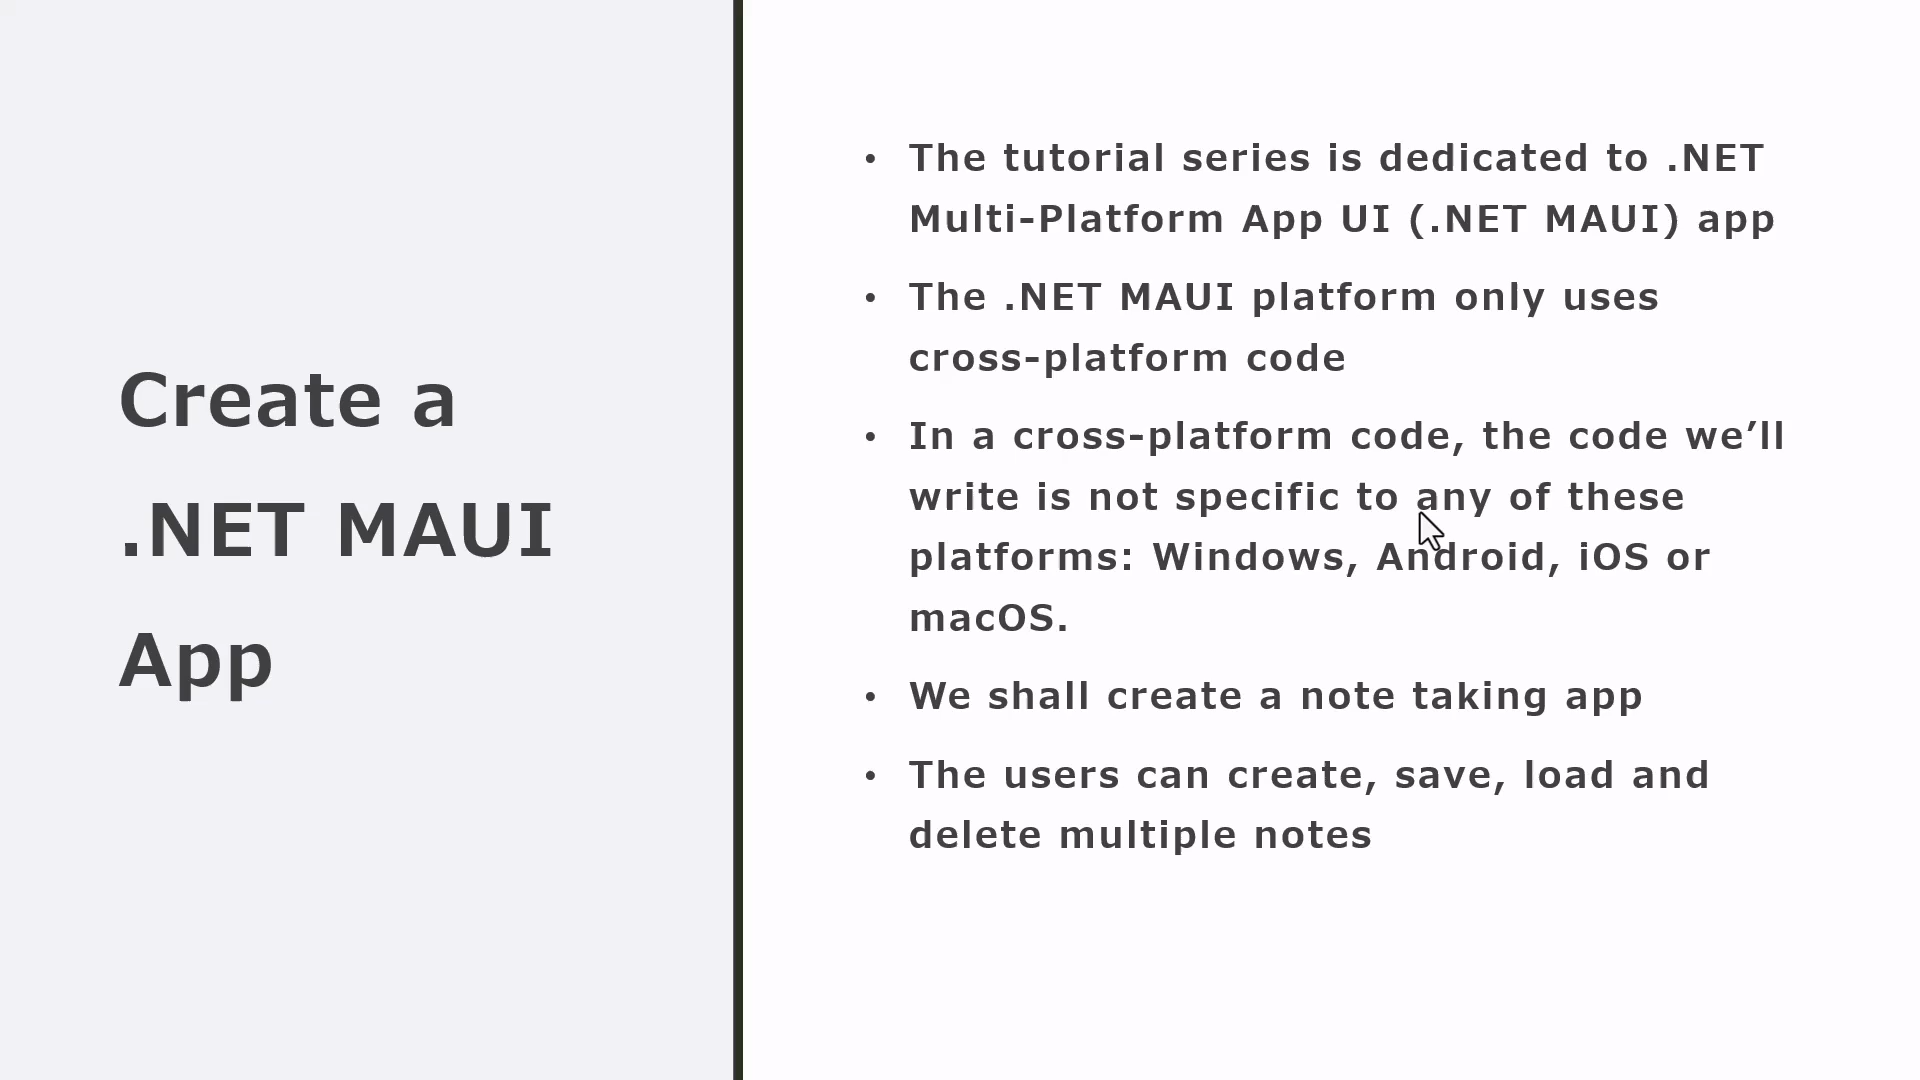 Create a
.NET MAUI
App
• The tutorial series is dedicated to .NET
Multi-Platform App UI (.NET MAUI) app
• The .NET MAUI platform only uses
cross-platform code
• In a cross-platform code, the code we’ll
write is not specific to any of these
platforms: Windows, Android, iOS or
macOS.
• We shall create a note taking app
• The users can create, save, load and
delete multiple notes